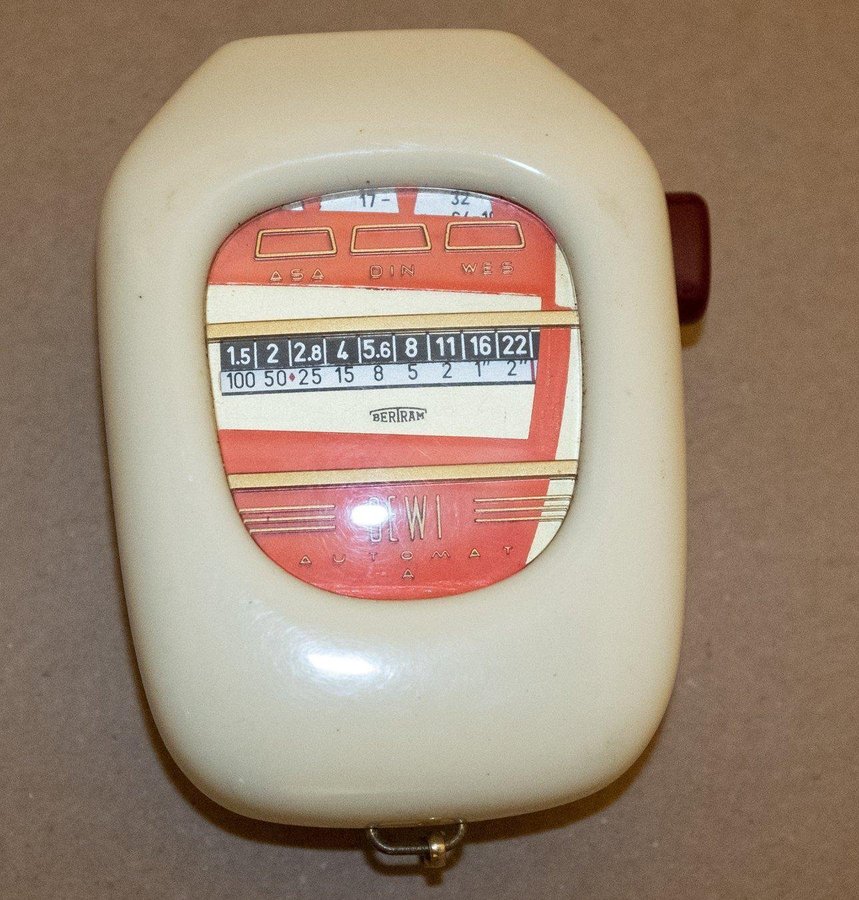 17-
32
ASA DIN WES
1.5 2 2.8 4 5.6 8 11 16 22
100 50♦25 15 8 5 2 1" 2"
BERTRAM
BEWI
AUTOMAT
A